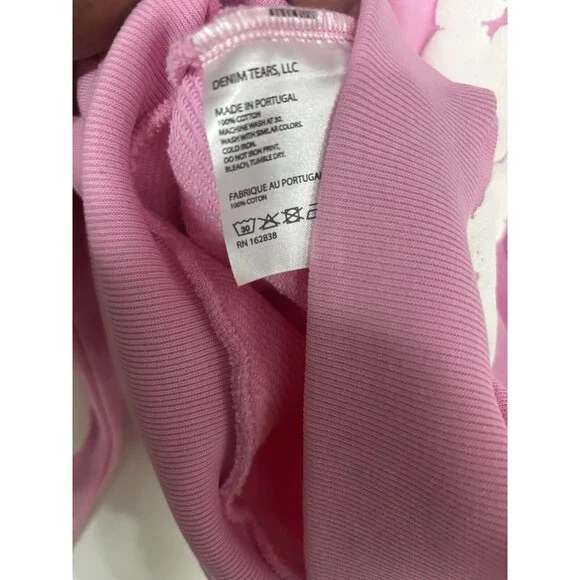 DENIM TEARS, LLC
MADE IN PORTUGAL
100% COTTON
MACHINE WASH AT 30.
WASH WITH SIMILAR COLORS.
COLD IRON.
DO NOT IRON PRINT,
BLEACH, TUMBLE DRY.
FABRIQUE AU PORTUGAL
100% COTON
30
RN 162838